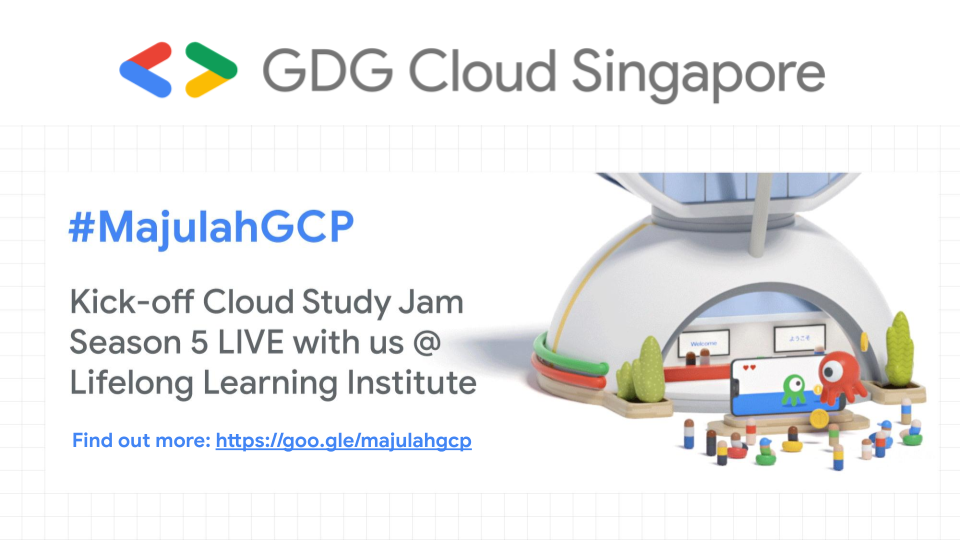 GDG Cloud Singapore
#MajulahGCP
Kick-off Cloud Study Jam
Season 5 LIVE with us @
Lifelong Learning Institute
Find out more: https://goo.gle/majulahgcp
Welcome
ようこそ